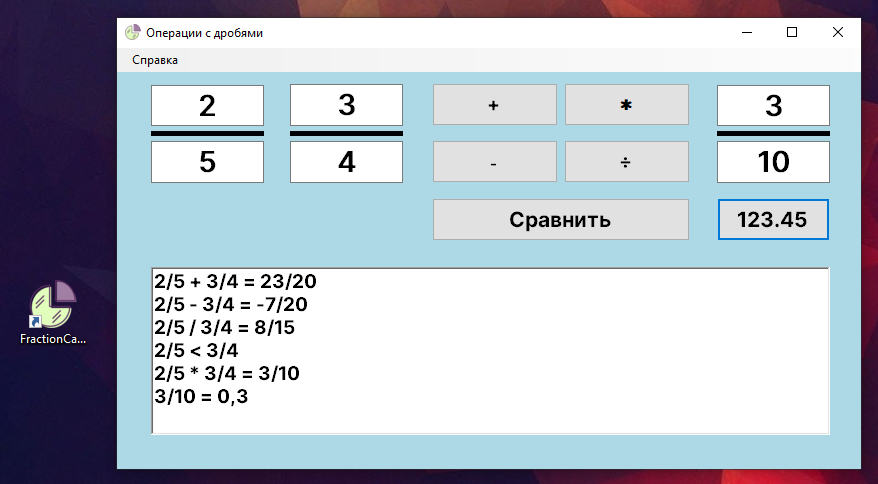 Операции с дробями
Справка
2 3 + * 3
5 4 - ÷ 10
Сравнить 123.45
2/5 + 3/4 = 23/20
2/5 - 3/4 = -7/20
2/5 / 3/4 = 8/15
2/5 < 3/4
2/5 * 3/4 = 3/10
3/10 = 0,3
FractionCa...